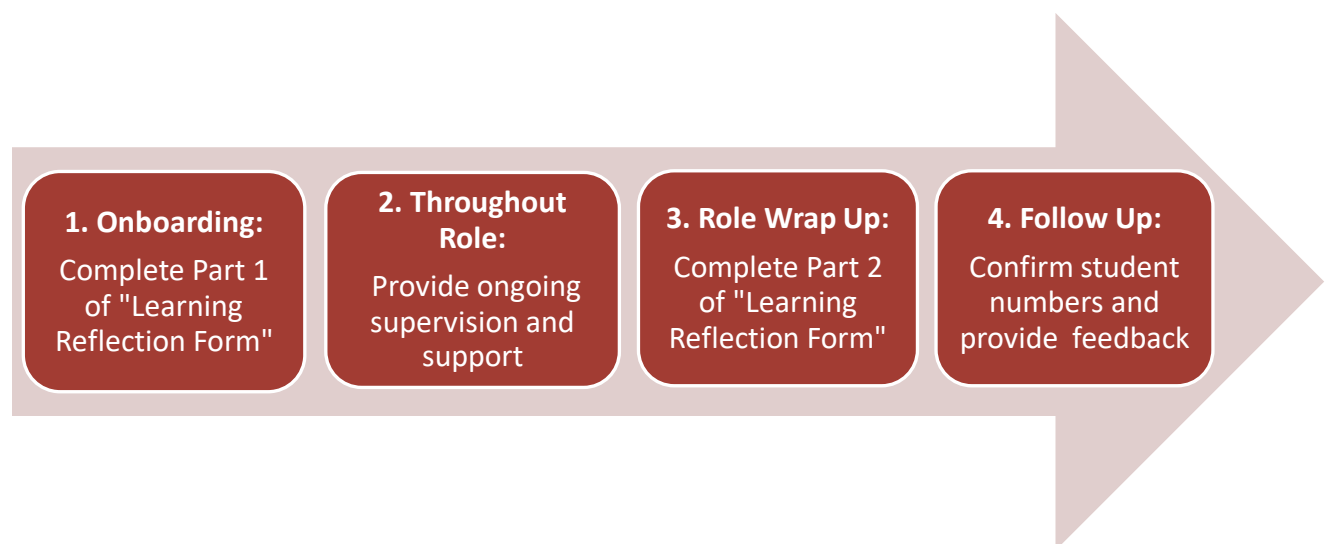 1. Onboarding:
Complete Part 1
of "Learning
Reflection Form"
2. Throughout
Role:
Provide ongoing
supervision and
support
3. Role Wrap Up:
Complete Part 2
of "Learning
Reflection Form"
4. Follow Up:
Confirm student
numbers and
provide feedback